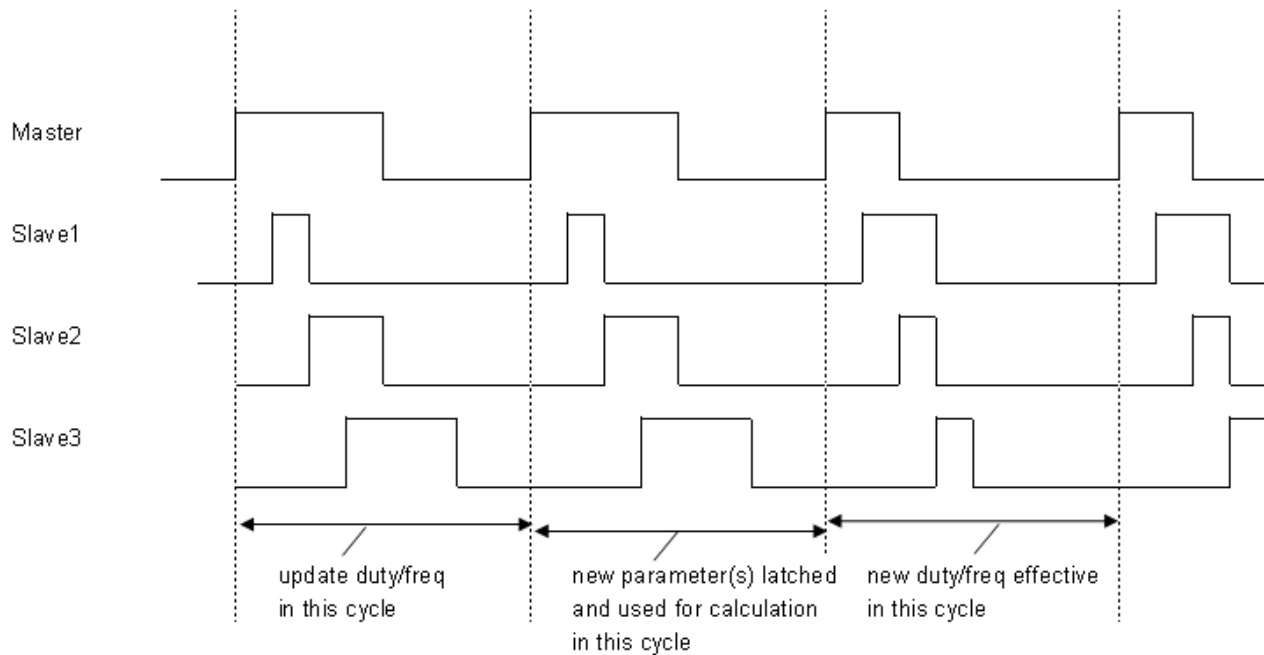 Master
Slave1
Slave2
Slave3
update duty/freq
in this cycle
new parameter(s) latched
and used for calculation
in this cycle
new duty/freq effective
in this cycle